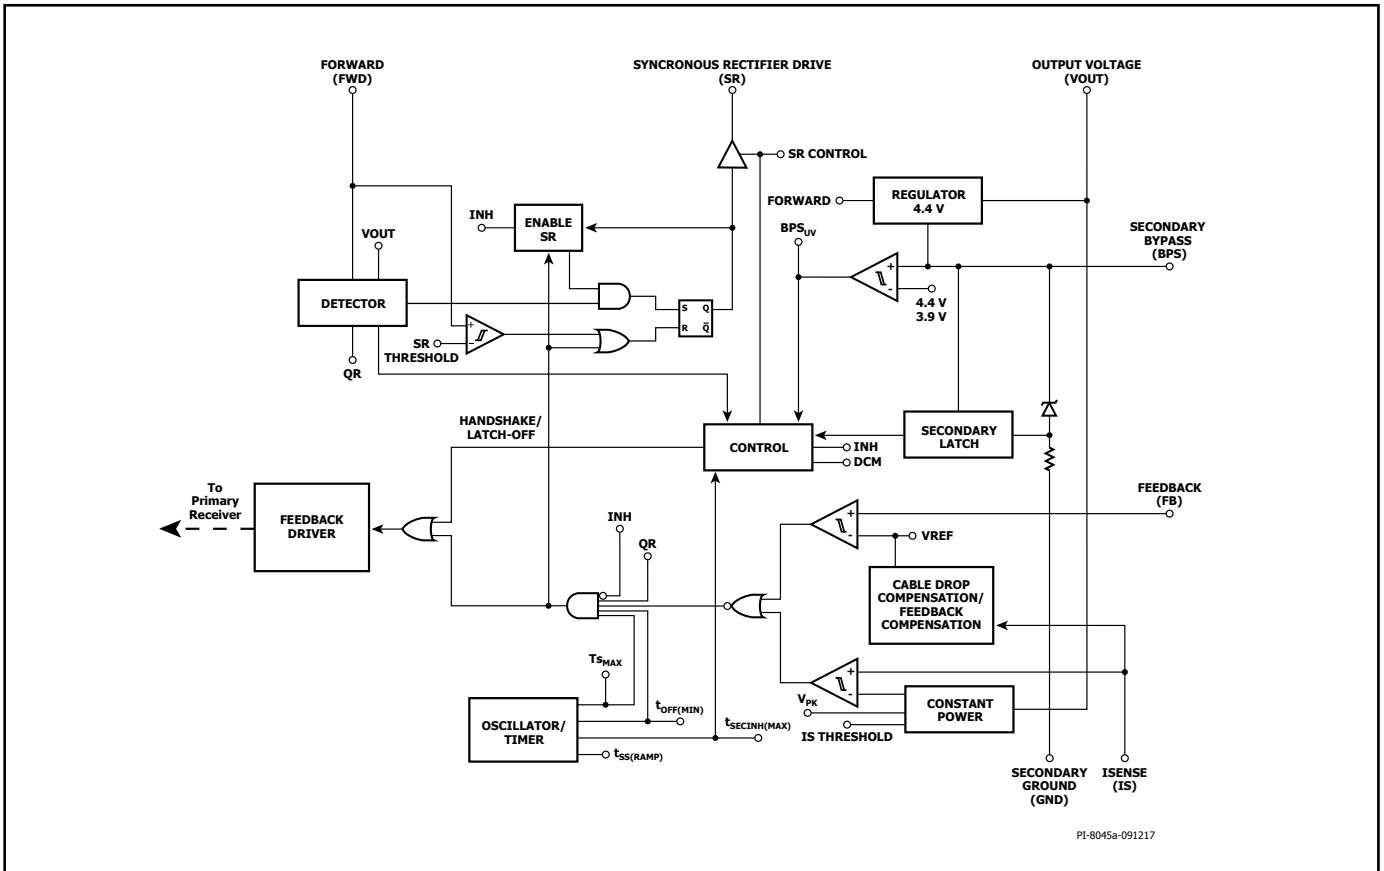 FORWARD
(FWD)
SYNCRONOUS RECTIFIER DRIVE
(SR)
OUTPUT VOLTAGE
(VOUT)
SR CONTROL
REGULATOR
4.4 V
FORWARD
INH
ENABLE
SR
BPSUV
SECONDARY
BYPASS
(BPS)
VOUT
DETECTOR
+
-
4.4 V
3.9 V
S Q
R Q̅
+
-
SR
THRESHOLD
QR
HANDSHAKE/
LATCH-OFF
CONTROL
SECONDARY
LATCH
INH
DCM
To
Primary
Receiver
FEEDBACK
DRIVER
FEEDBACK
(FB)
INH
QR
+
-
VREF
CABLE DROP
COMPENSATION/
FEEDBACK
COMPENSATION
TsMAX
+
-
VPK
CONSTANT
POWER
IS THRESHOLD
OSCILLATOR/
TIMER
tOFF(MIN)
tSECINH(MAX)
tSS(RAMP)
SECONDARY
GROUND
(GND)
ISENSE
(IS)
PI-8045a-091217